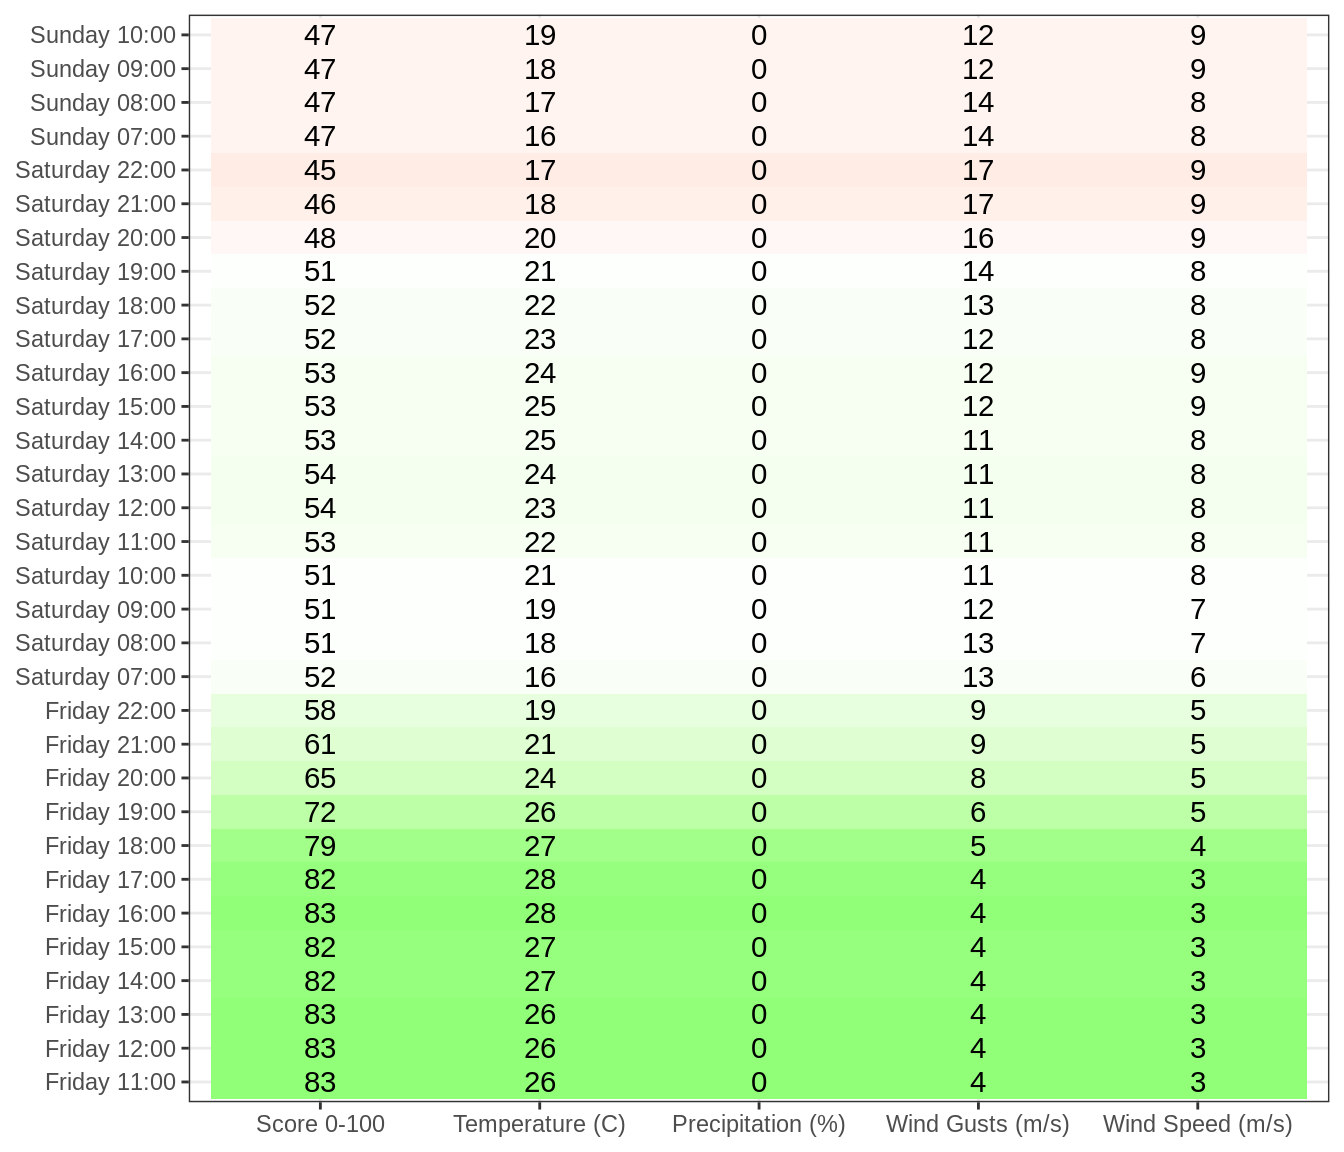 Sunday 10:00 47 19 0 12 9
Sunday 09:00 47 18 0 12 9
Sunday 08:00 47 17 0 14 8
Sunday 07:00 47 16 0 14 8
Saturday 22:00 45 17 0 17 9
Saturday 21:00 46 18 0 17 9
Saturday 20:00 48 20 0 16 9
Saturday 19:00 51 21 0 14 8
Saturday 18:00 52 22 0 13 8
Saturday 17:00 52 23 0 12 8
Saturday 16:00 53 24 0 12 9
Saturday 15:00 53 25 0 12 9
Saturday 14:00 53 25 0 11 8
Saturday 13:00 54 24 0 11 8
Saturday 12:00 54 23 0 11 8
Saturday 11:00 53 22 0 11 8
Saturday 10:00 51 21 0 11 8
Saturday 09:00 51 19 0 12 7
Saturday 08:00 51 18 0 13 7
Saturday 07:00 52 16 0 13 6
Friday 22:00 58 19 0 9 5
Friday 21:00 61 21 0 9 5
Friday 20:00 65 24 0 8 5
Friday 19:00 72 26 0 6 5
Friday 18:00 79 27 0 5 4
Friday 17:00 82 28 0 4 3
Friday 16:00 83 28 0 4 3
Friday 15:00 82 27 0 4 3
Friday 14:00 82 27 0 4 3
Friday 13:00 83 26 0 4 3
Friday 12:00 83 26 0 4 3
Friday 11:00 83 26 0 4 3
Score 0-100 Temperature (C) Precipitation (%) Wind Gusts (m/s) Wind Speed (m/s)